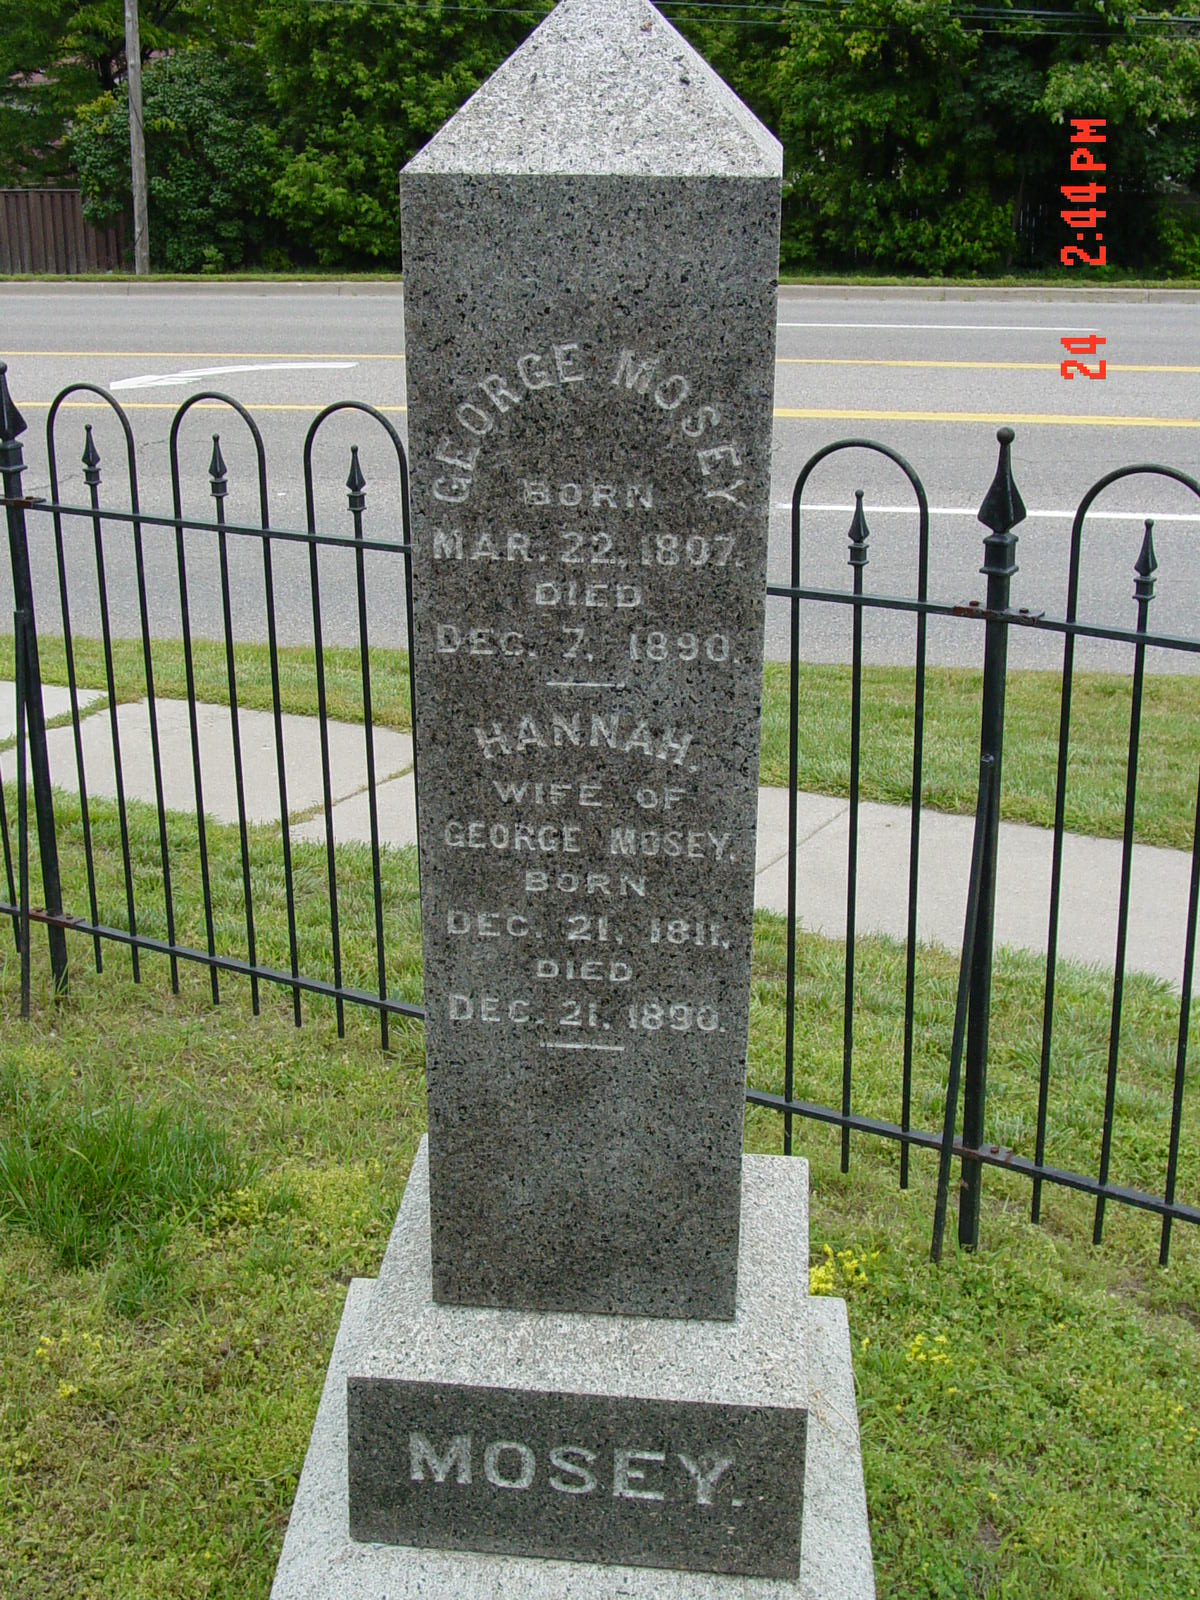 GEORGE MOSEY
BORN
MAR. 22, 1807.
DIED
DEC. 7, 1890.
HANNAH.
WIFE OF
GEORGE MOSEY.
BORN
DEC. 21, 1811.
DIED
DEC. 21, 1890.
MOSEY.
24 2:44 PM